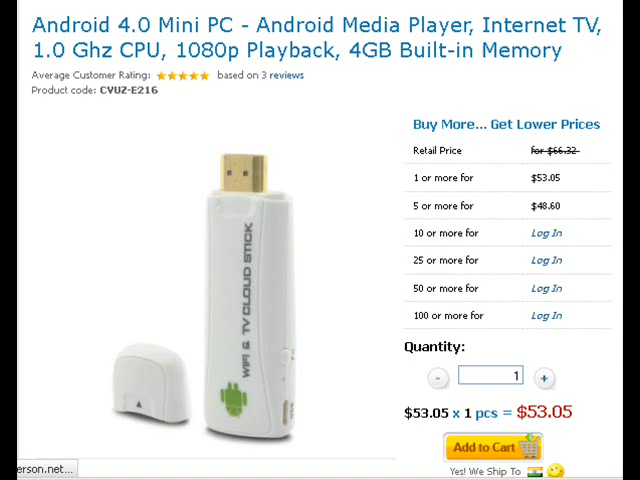 Android 4.0 Mini PC - Android Media Player, Internet TV,
1.0 Ghz CPU, 1080p Playback, 4GB Built-in Memory
Average Customer Rating: based on 3 reviews
Product code: CVUZ-E216
Buy More... Get Lower Prices
Retail Price for $66.32
1 or more for $53.05
5 or more for $48.60
10 or more for Log In
25 or more for Log In
50 or more for Log In
100 or more for Log In
Quantity:
- 1 +
$53.05 x 1 pcs = $53.05
Add to Cart
Yes! We Ship To
WIFI & TV CLOUD STICK
USB
erson.net...